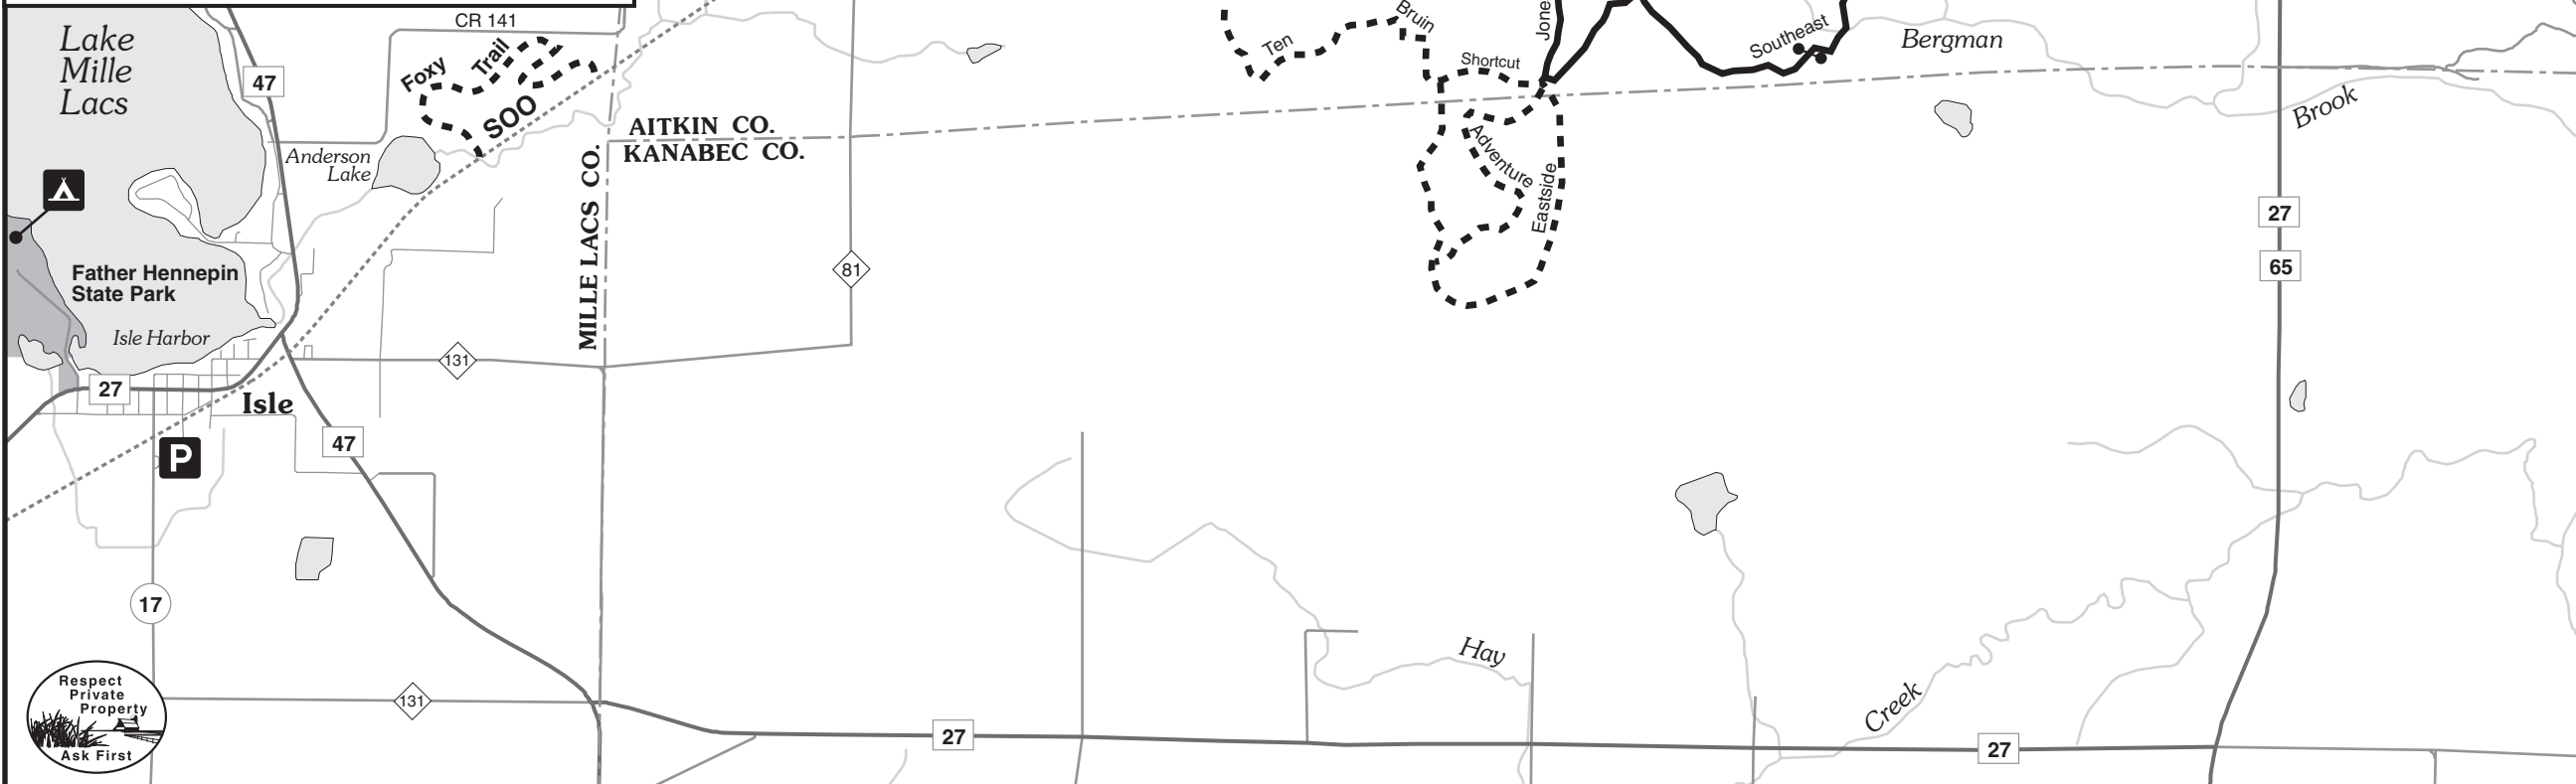 CR 141
Lake
Mille
Lacs
47
Foxy Trail
SOO
Anderson
Lake
AITKIN CO.
KANABEC CO.
MILLE LACS CO.
81
Father Hennepin
State Park
Isle Harbor
131
27
Isle
47
P
17
131
Respect
Private
Property
Ask First
27
Ten
Bruin
Shortcut
Jone
Southeast
Bergman
Brook
Adventure
Eastside
27
65
Hay
Creek
27